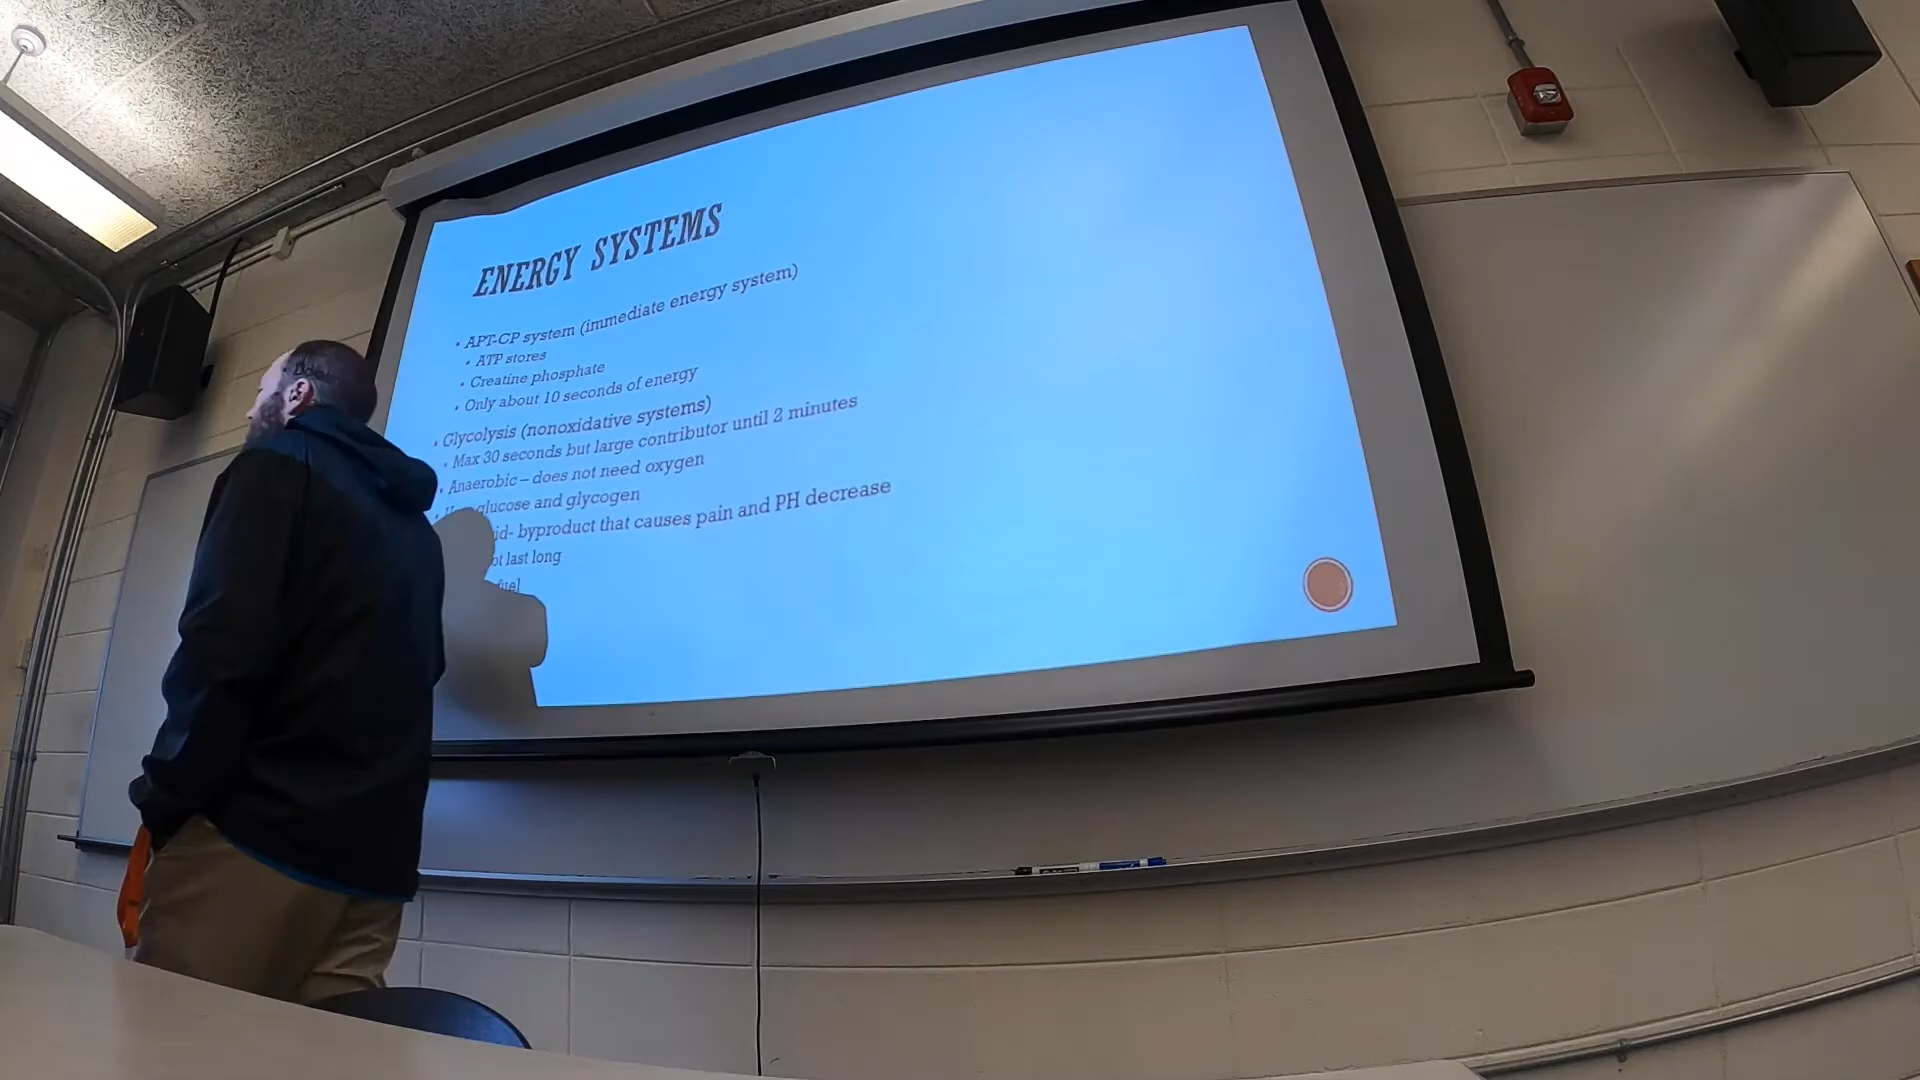 ENERGY SYSTEMS
• APT-CP system (immediate energy system)
• ATP stores
• Creatine phosphate
• Only about 10 seconds of energy
• Glycolysis (nonoxidative systems)
• Max 30 seconds but large contributor until 2 minutes
• Anaerobic – does not need oxygen
glucose and glycogen
byproduct that causes pain and PH decrease
last long
fuel